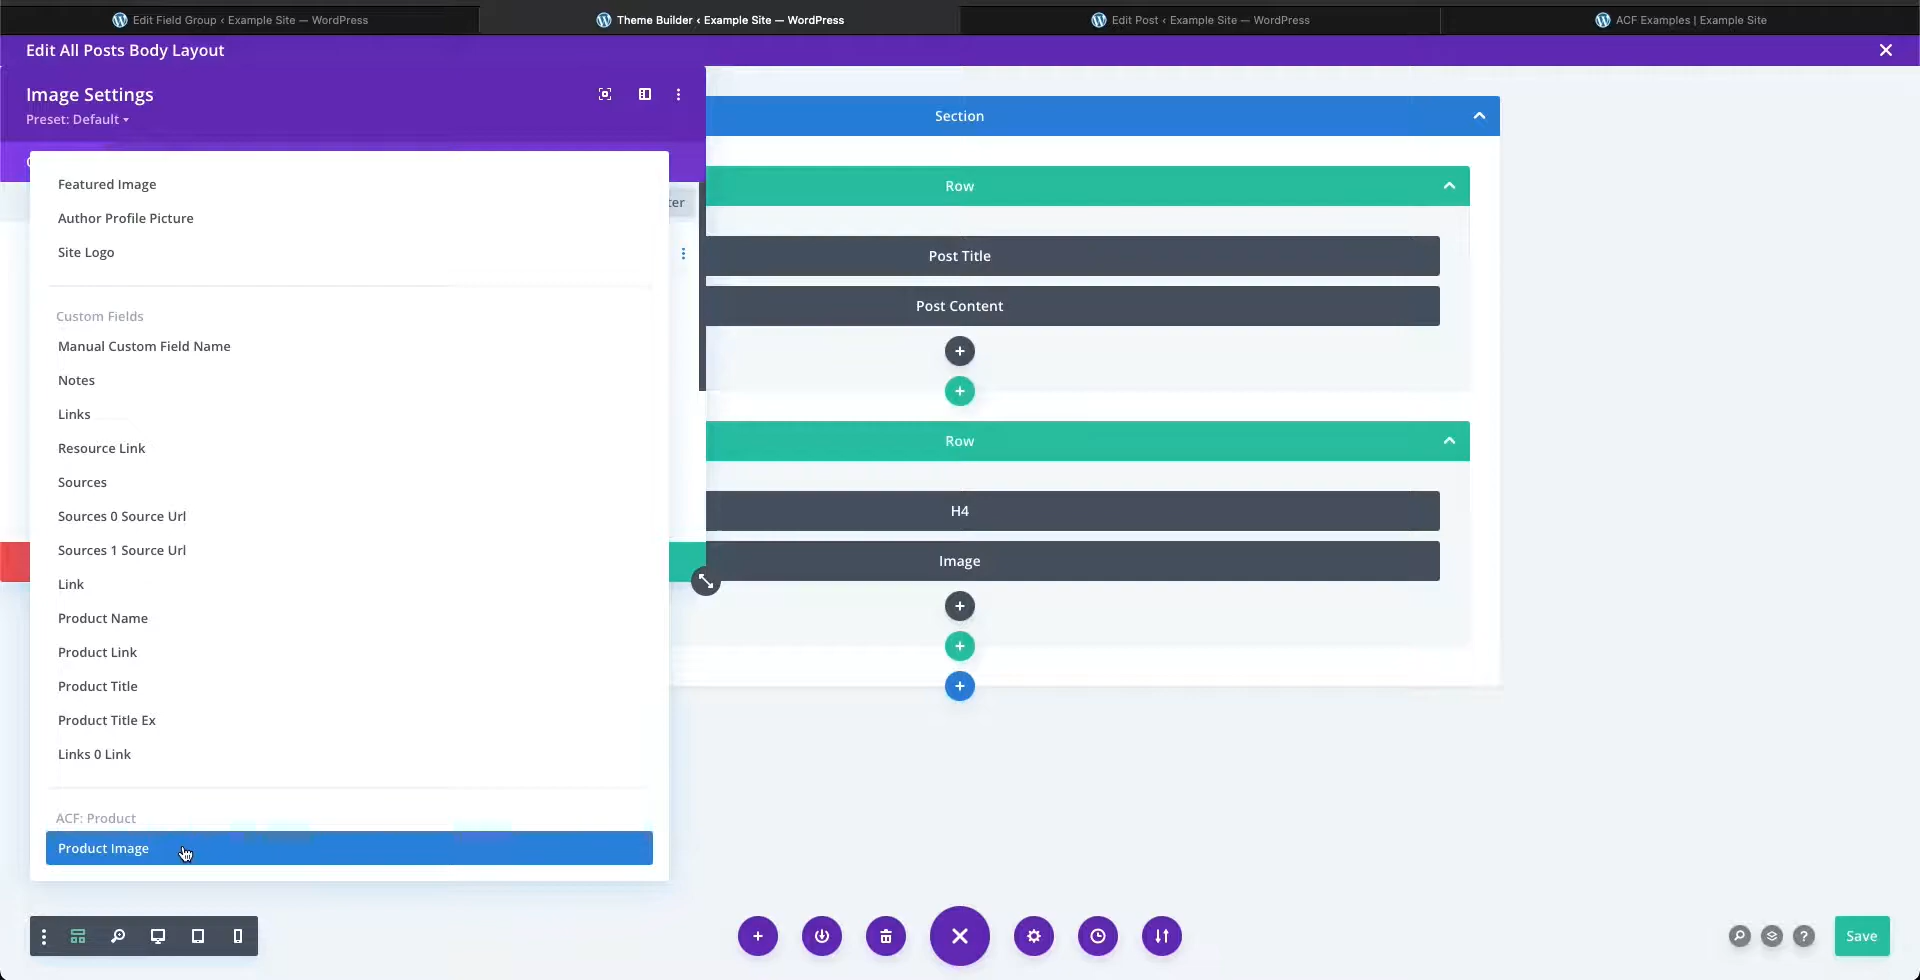 Edit Field Group ‹ Example Site — WordPress
Theme Builder ‹ Example Site — WordPress
Edit Post ‹ Example Site — WordPress
ACF Examples | Example Site
Edit All Posts Body Layout
Image Settings
Preset: Default
Featured Image
Author Profile Picture
Site Logo
Custom Fields
Manual Custom Field Name
Notes
Links
Resource Link
Sources
Sources 0 Source Url
Sources 1 Source Url
Link
Product Name
Product Link
Product Title
Product Title Ex
Links 0 Link
ACF: Product
Product Image
Section
Row
Post Title
Post Content
Row
H4
Image
Save